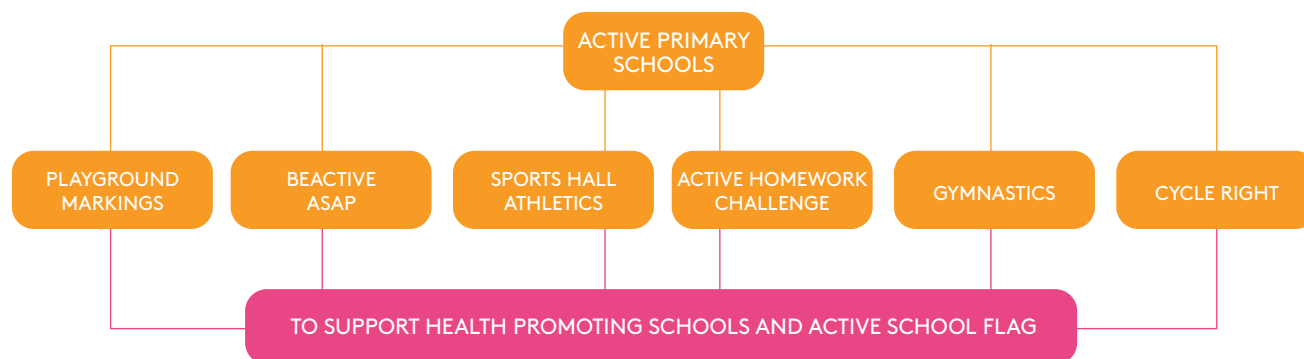 ACTIVE PRIMARY
SCHOOLS
PLAYGROUND
MARKINGS
BEACTIVE
ASAP
SPORTS HALL
ATHLETICS
ACTIVE HOMEWORK
CHALLENGE
GYMNASTICS
CYCLE RIGHT
TO SUPPORT HEALTH PROMOTING SCHOOLS AND ACTIVE SCHOOL FLAG